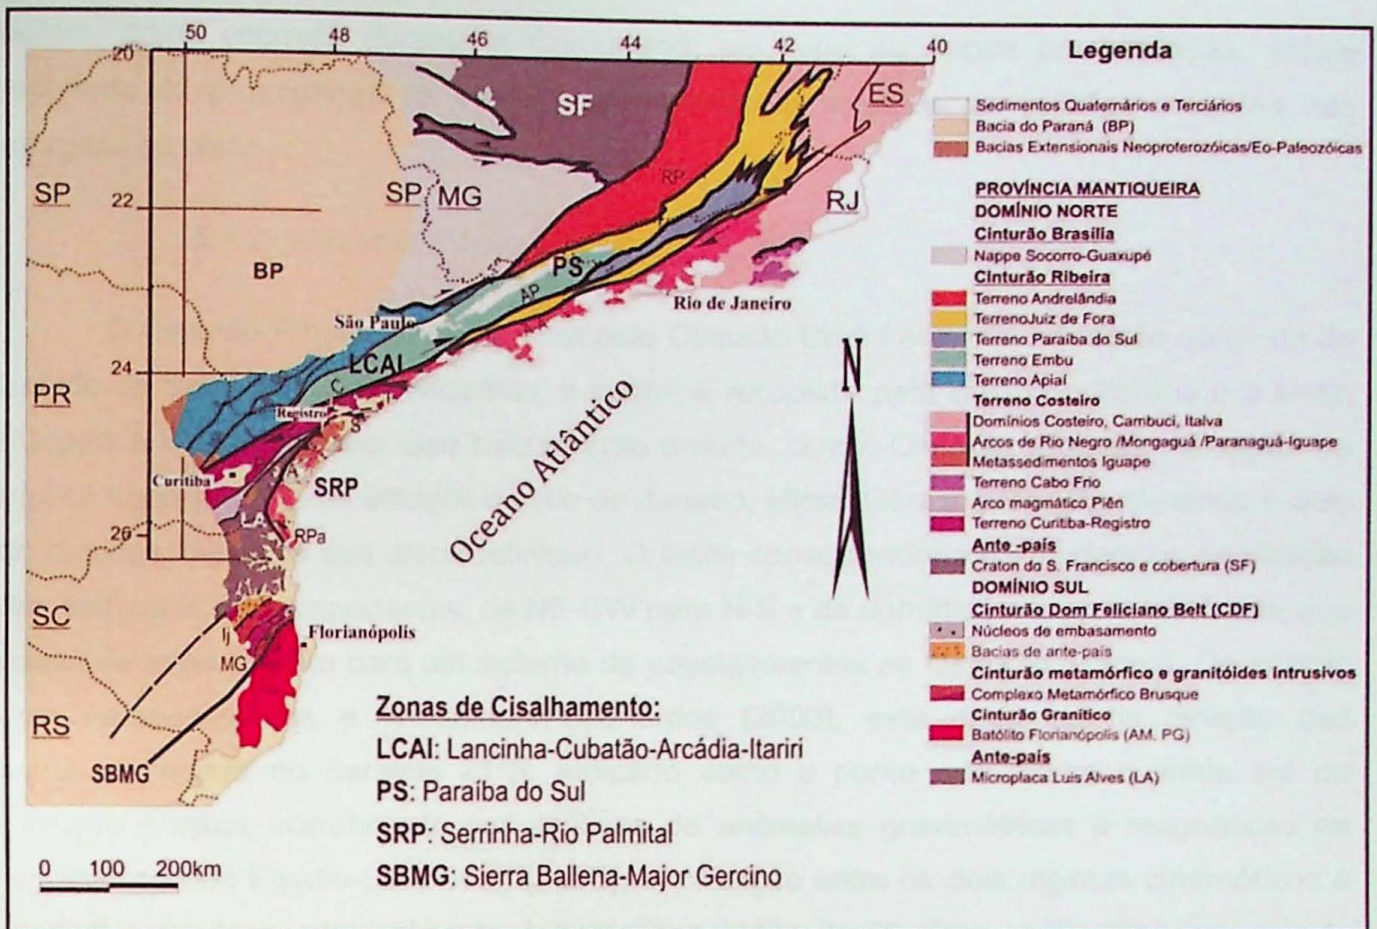 50 48 46 44 42 40
20
22
24
26
SF
ES
RP
SP
SP
MG
RJ
BP
PS
AP
Rio de Janeiro
São Paulo
LCAI
C
PR
Registro
Curitiba
A
SRP
LA
RPa
SC
Florianópolis
MG
RS
SBMG
Oceano Atlântico
N
0 100 200km
Zonas de Cisalhamento:
LCAI: Lancinha-Cubatão-Arcádia-Itariri
PS: Paraíba do Sul
SRP: Serrinha-Rio Palmital
SBMG: Sierra Ballena-Major Gercino
Legenda
Sedimentos Quaternários e Terciários
Bacia do Paraná (BP)
Bacias Extensionais Neoproterozóicas/Eo-Paleozóicas
PROVÍNCIA MANTIQUEIRA
DOMÍNIO NORTE
Cinturão Brasília
Nappe Socorro-Guaxupé
Cinturão Ribeira
Terreno Andrelândia
TerrenoJuiz de Fora
Terreno Paraíba do Sul
Terreno Embu
Terreno Apiaí
Terreno Costeiro
Domínios Costeiro, Cambuci, Italva
Arcos de Rio Negro /Mongaguá /Paranaguá-Iguape
Metassedimentos Iguape
Terreno Cabo Frio
Arco magmático Piên
Terreno Curitiba-Registro
Ante -país
Craton do S. Francisco e cobertura (SF)
DOMÍNIO SUL
Cinturão Dom Feliciano Belt (CDF)
Núcleos de embasamento
Bacias de ante-país
Cinturão metamórfico e granitóides intrusivos
Complexo Metamórfico Brusque
Cinturão Granítico
Batólito Florianópolis (AM, PG)
Ante-país
Microplaca Luis Alves (LA)